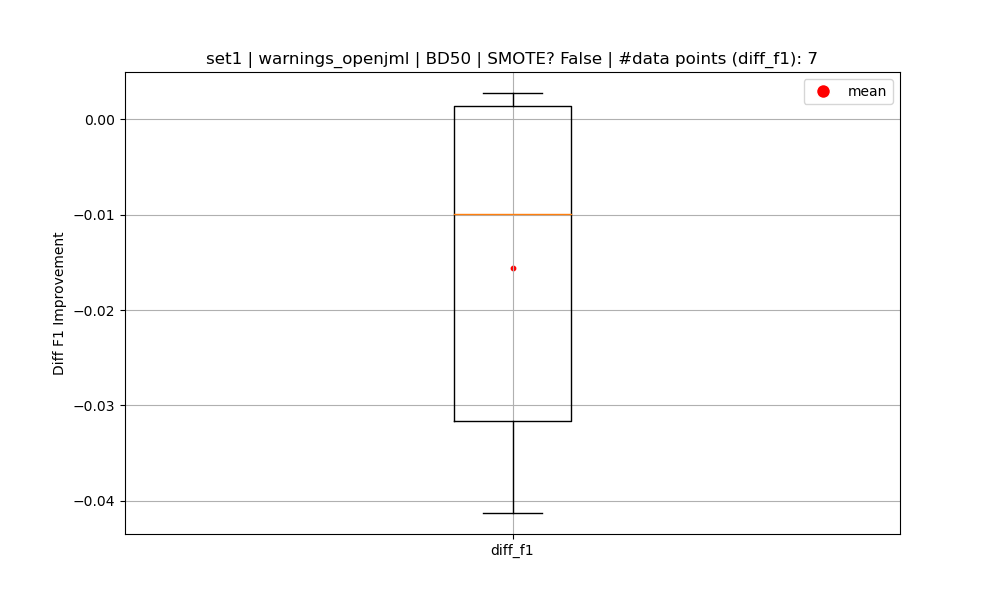 set1 | warnings_openjml | BD50 | SMOTE? False | #data points (diff_f1): 7
mean
0.00
−0.01
−0.02
−0.03
−0.04
Diff F1 Improvement
diff_f1